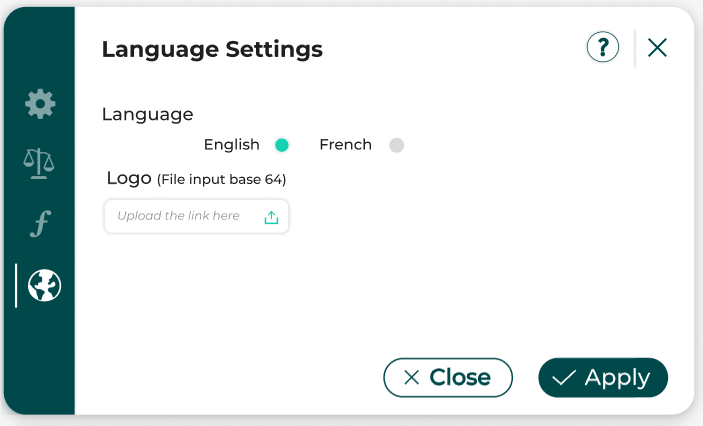 Language Settings
?
Language
English French
Logo (File input base 64)
Upload the link here
f
Close Apply